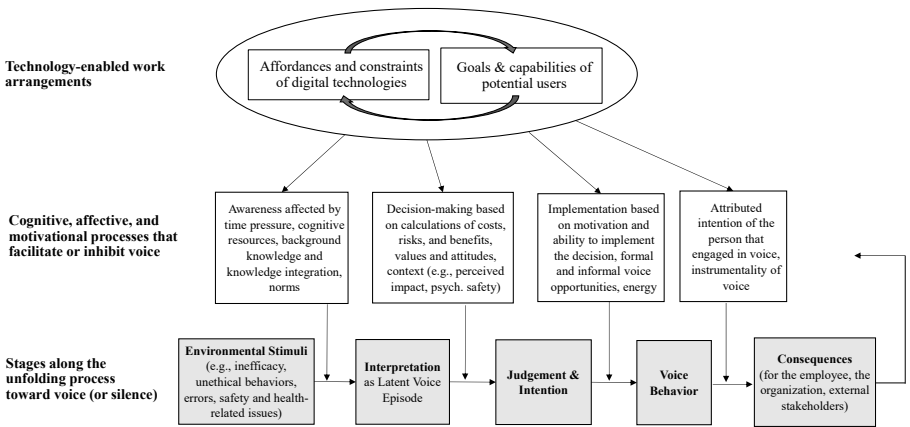 Technology-enabled work
arrangements
Affordances and constraints
of digital technologies
Goals & capabilities of
potential users
Cognitive, affective, and
motivational processes that
facilitate or inhibit voice
Awareness affected by
time pressure, cognitive
resources, background
knowledge and
knowledge integration,
norms
Decision-making based
on calculations of costs,
risks, and benefits,
values and attitudes,
context (e.g., perceived
impact, psych. safety)
Implementation based
on motivation and
ability to implement
the decision, formal
and informal voice
opportunities, energy
Attributed
intention of the
person that
engaged in voice,
instrumentality of
voice
Stages along the
unfolding process
toward voice (or silence)
Environmental Stimuli
(e.g., inefficacy,
unethical behaviors,
errors, safety and health-
related issues)
Interpretation
as Latent Voice
Episode
Judgement &
Intention
Voice
Behavior
Consequences
(for the employee, the
organization, external
stakeholders)